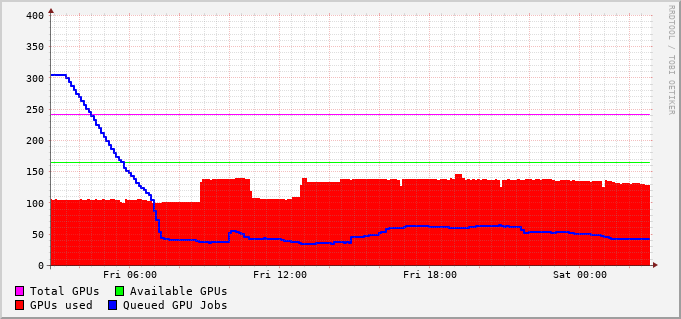 400
350
300
250
200
150
100
50
0
Fri 06:00 Fri 12:00 Fri 18:00 Sat 00:00
Total GPUs Available GPUs
GPUs used Queued GPU Jobs
RRDTOOL / TOBI OETIKER